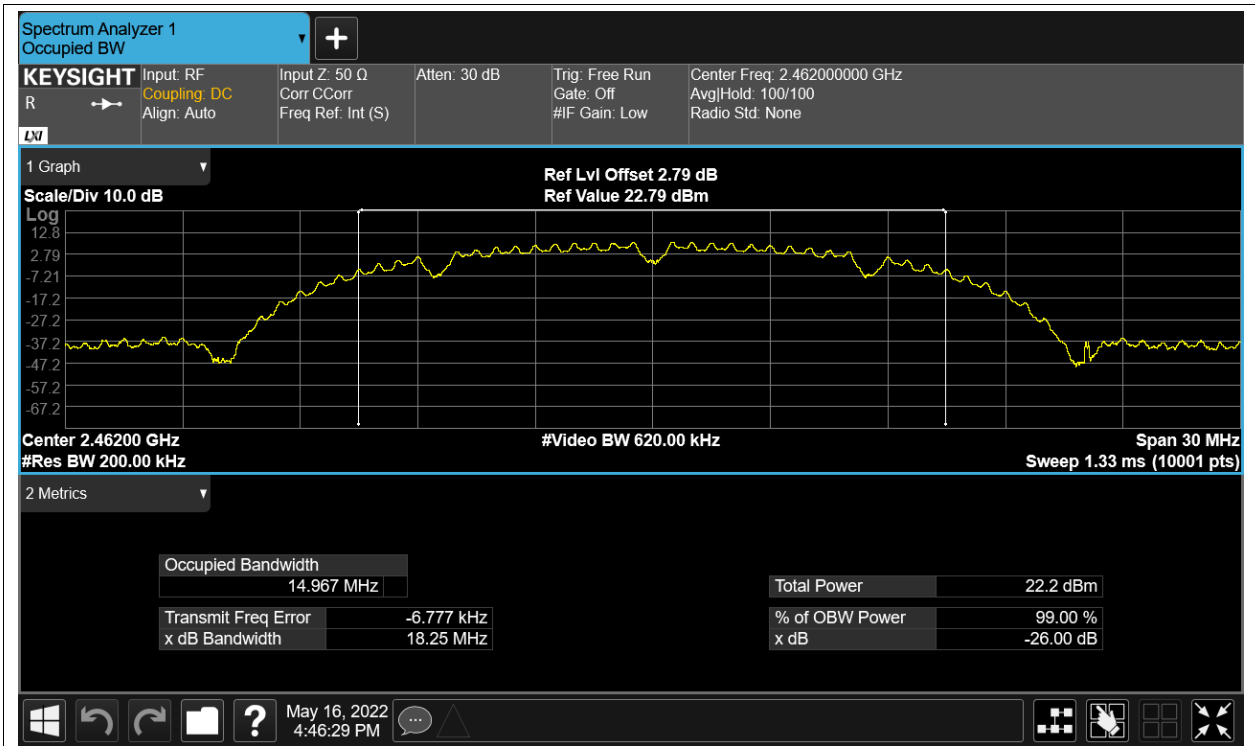 Spectrum Analyzer 1
Occupied BW
KEYSIGHT
R
LXI
Input: RF
Coupling: DC
Align: Auto
Input Z: 50 Ω
Corr CCorr
Freq Ref: Int (S)
Atten: 30 dB
Trig: Free Run
Gate: Off
#IF Gain: Low
Center Freq: 2.462000000 GHz
Avg|Hold: 100/100
Radio Std: None
1 Graph
Scale/Div 10.0 dB
Ref Lvl Offset 2.79 dB
Ref Value 22.79 dBm
Log
12.8
2.79
-7.21
-17.2
-27.2
-37.2
-47.2
-57.2
-67.2
Center 2.46200 GHz
#Video BW 620.00 kHz
Span 30 MHz
#Res BW 200.00 kHz
Sweep 1.33 ms (10001 pts)
2 Metrics
Occupied Bandwidth
14.967 MHz
Total Power 22.2 dBm
Transmit Freq Error -6.777 kHz
% of OBW Power 99.00 %
x dB Bandwidth 18.25 MHz
x dB -26.00 dB
?
May 16, 2022
4:46:29 PM